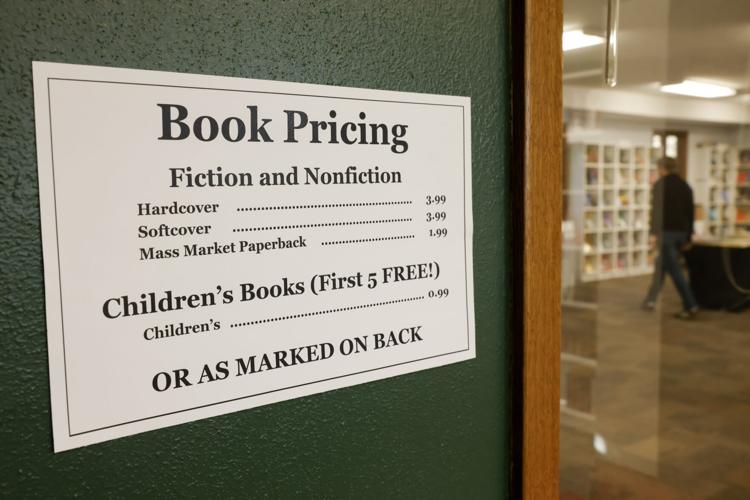 Book Pricing
Fiction and Nonfiction
Hardcover ........................................ 3.99
Softcover ........................................ 3.99
Mass Market Paperback ..................... 1.99
Children's Books (First 5 FREE!)
Children's ............................................ 0.99
OR AS MARKED ON BACK